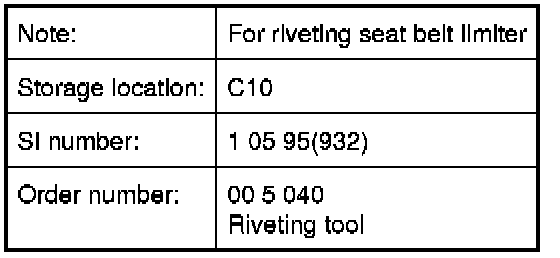 Note: For riveting seat belt limiter
Storage location: C10
SI number: 1 05 95(932)
Order number: 00 5 040
Riveting tool